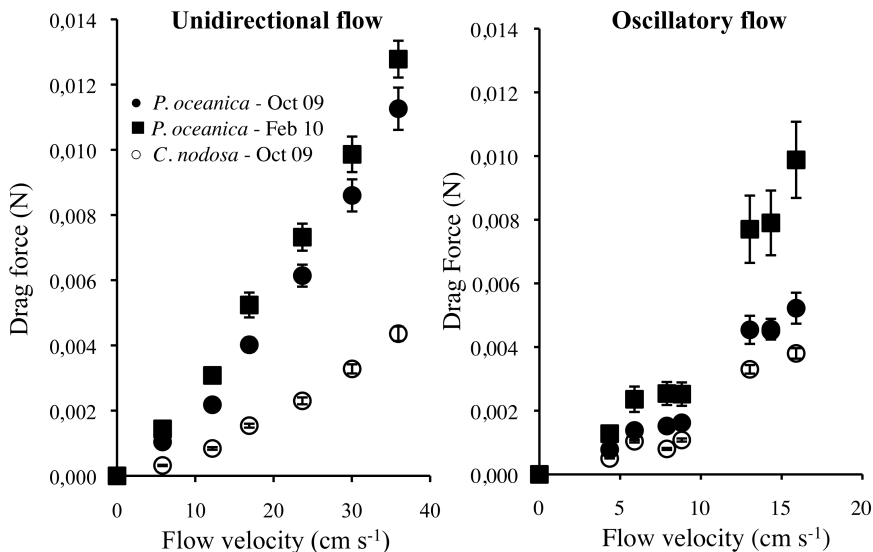 Unidirectional flow
0,014
0,012
0,010
0,008
0,006
0,004
0,002
0,000
Drag force (N)
P. oceanica - Oct 09
P. oceanica - Feb 10
C. nodosa - Oct 09
0 10 20 30 40
Flow velocity (cm s⁻¹)
Oscillatory flow
0,014
0,012
0,010
0,008
0,006
0,004
0,002
0,000
Drag Force (N)
0 5 10 15 20
Flow velocity (cm s⁻¹)